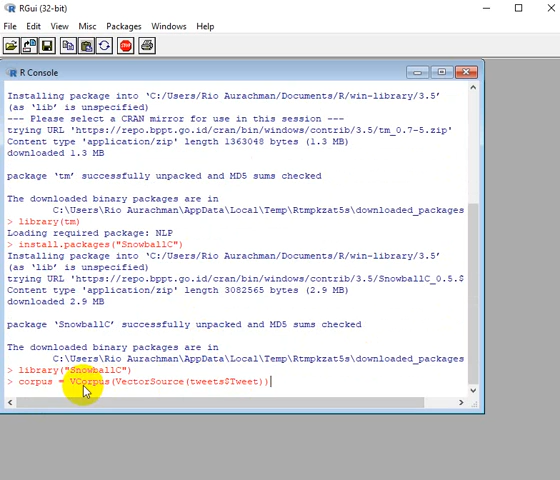 RGui (32-bit)
File Edit View Misc Packages Windows Help
STOP
R Console
Installing package into ‘C:/Users/Rio Aurachman/Documents/R/win-library/3.5’
(as ‘lib’ is unspecified)
--- Please select a CRAN mirror for use in this session ---
trying URL 'https://repo.bppt.go.id/cran/bin/windows/contrib/3.5/tm_0.7-5.zip'
Content type 'application/zip' length 1363048 bytes (1.3 MB)
downloaded 1.3 MB
package ‘tm’ successfully unpacked and MD5 sums checked
The downloaded binary packages are in
C:\Users\Rio Aurachman\AppData\Local\Temp\Rtmpkzat5s\downloaded_packages
> library(tm)
Loading required package: NLP
> install.packages("SnowballC")
Installing package into ‘C:/Users/Rio Aurachman/Documents/R/win-library/3.5’
(as ‘lib’ is unspecified)
trying URL 'https://repo.bppt.go.id/cran/bin/windows/contrib/3.5/SnowballC_0.5.$
Content type 'application/zip' length 3082565 bytes (2.9 MB)
downloaded 2.9 MB
package ‘SnowballC’ successfully unpacked and MD5 sums checked
The downloaded binary packages are in
C:\Users\Rio Aurachman\AppData\Local\Temp\Rtmpkzat5s\downloaded_packages
> library("SnowballC")
> corpus = VCorpus(VectorSource(tweets$Tweet))